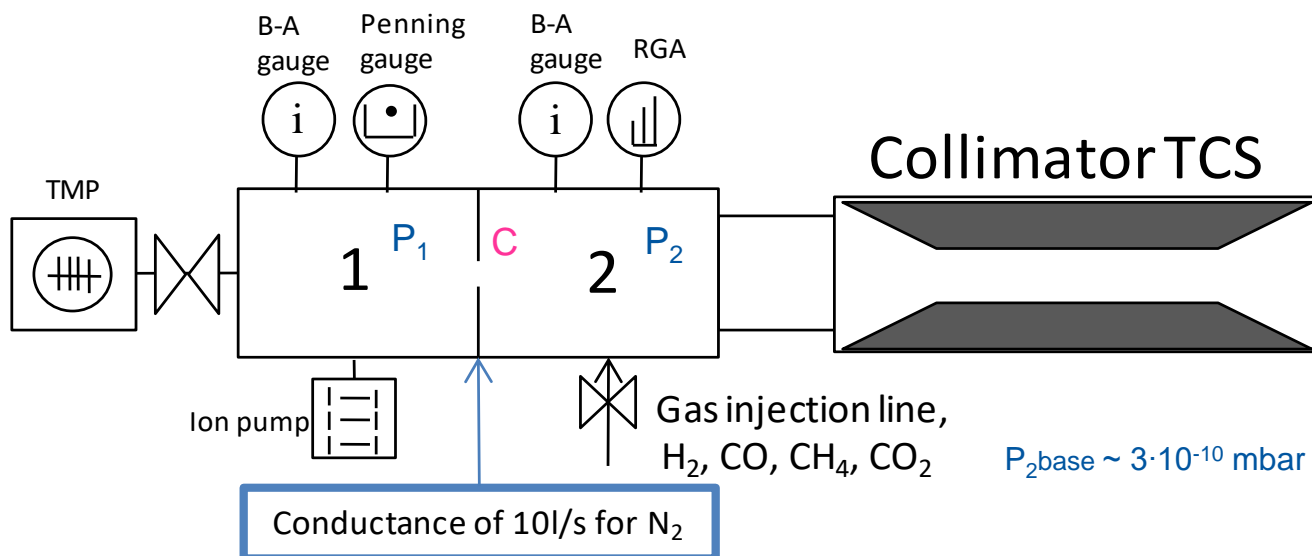 B-A
gauge
Penning
gauge
B-A
gauge
RGA
i
i
TMP
Collimator TCS
1
P₁
C
2
P₂
Ion pump
Gas injection line,
H₂, CO, CH₄, CO₂
P₂base ~ 3·10⁻¹⁰ mbar
Conductance of 10l/s for N₂